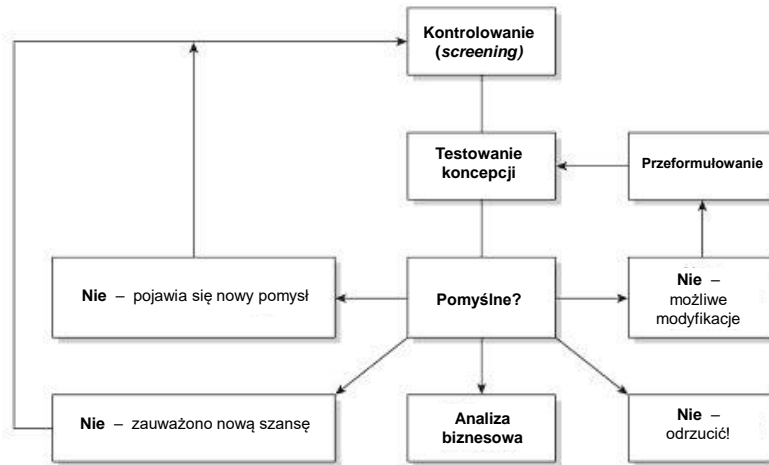 Kontrolowanie
(screening)
Testowanie
koncepcji
Przeformułowanie
Nie – pojawia się nowy pomysł
Pomyślne?
Nie –
możliwe
modyfikacje
Nie – zauważono nową szansę
Analiza
biznesowa
Nie –
odrzucić!